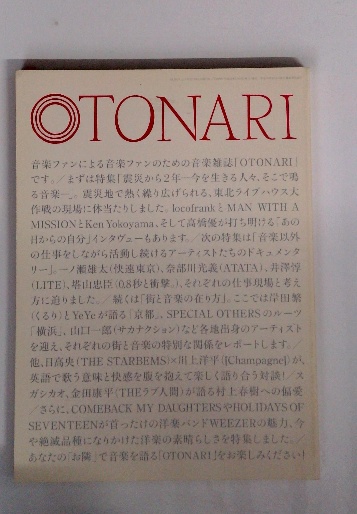 OTONARI
音楽ファンによる音楽ファンのための音楽雑誌「OTONARI」
です。／まずは特集「震災から2年―今を生きる人々、そこで鳴
る音楽―」。震災地で熱く繰り広げられる、東北ライブハウス大
作戦の現場に体当たりしました。locofrankとMAN WITH A
MISSIONとKen Yokoyama、そして高橋優が打ち明ける「あの
日からの自分」インタヴューもあります。／次の特集は「音楽以外
の仕事をしながら活動し続けるアーティストたちのドキュメンタ
リー」。一ノ瀬雄太(快速東京)、奈部川光義(ATATA)、井澤惇
(LITE)、塔山忠臣(0.8秒と衝撃。)、それぞれの仕事現場と考え
方に迫りました。／続くは「街と音楽の在り方」。ここでは岸田繁
(くるり)とYeYeが語る「京都」、SPECIAL OTHERSのルーツ
「横浜」、山口一郎(サカナクション)など各地出身のアーティスト
を迎え、それぞれの街と音楽の特別な関係をレポートします。／
他、日高央(THE STARBEMS)×川上洋平([Champagne])が、
英語で歌う意味と快感を腹を抱えて楽しく語り合う対談！／ス
ガシカオ、金田康平(THEラブ人間)が語る村上春樹への偏愛
／さらに、COMEBACK MY DAUGHTERSやHOLIDAYS OF
SEVENTEENが首ったけの洋楽バンドWEEZERの魅力、今
や絶滅品種になりかけた洋楽の素晴らしさを特集しました。／
あなたの「お隣」で音楽を語る「OTONARI」をお楽しみください！